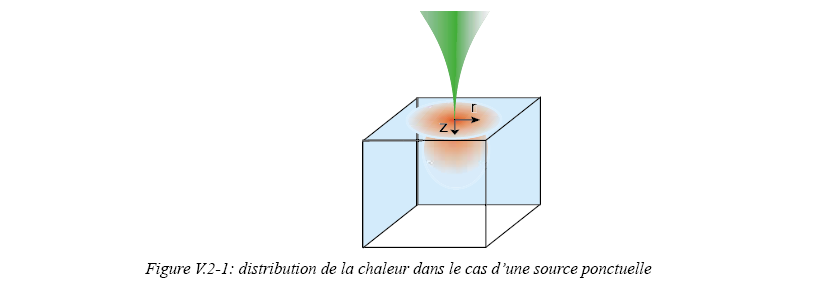 r
Z
Figure V.2-1: distribution de la chaleur dans le cas d'une source ponctuelle